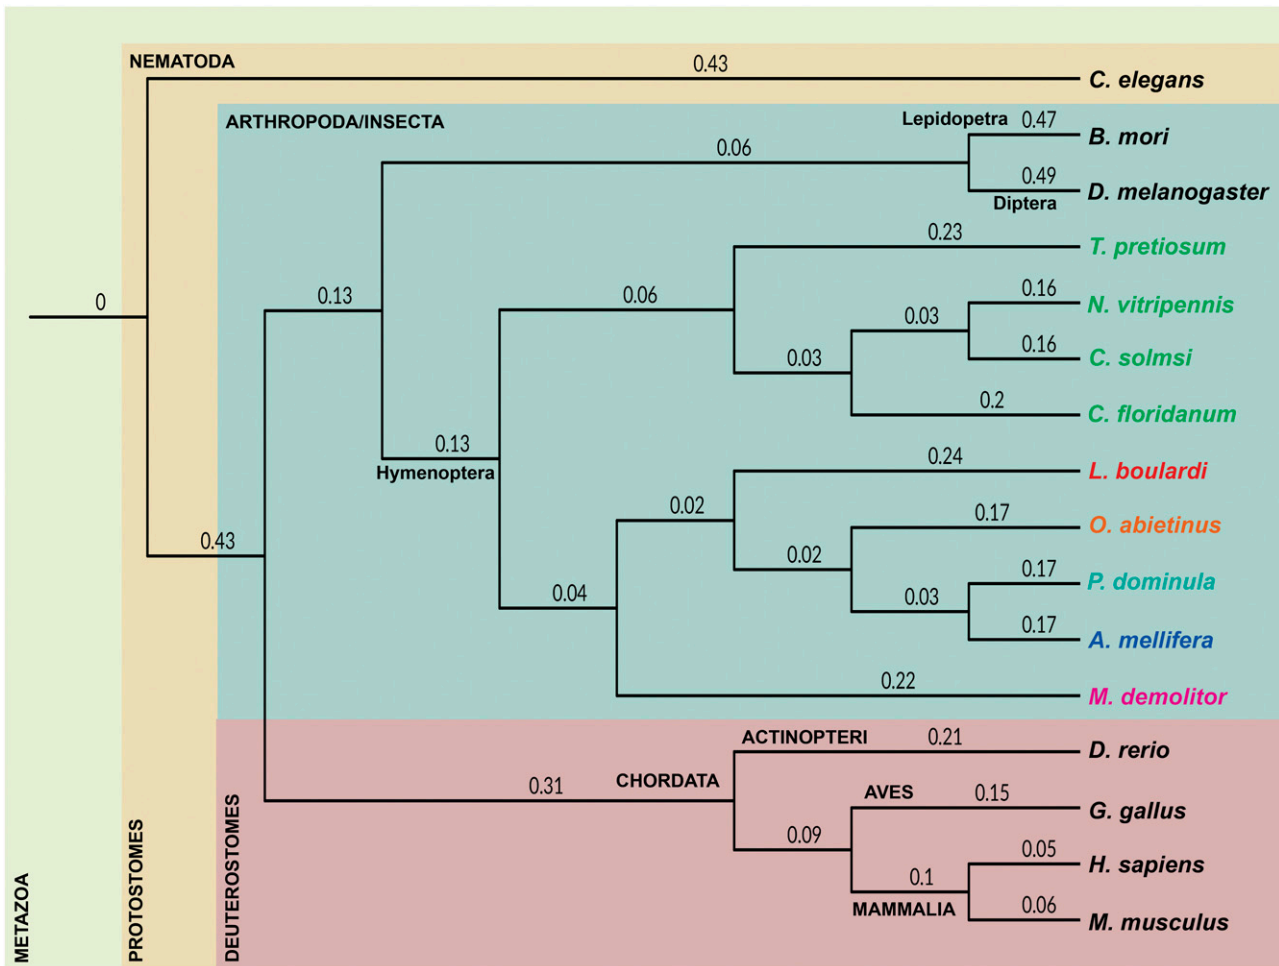 NEMATODA
0.43
C. elegans
ARTHROPODA/INSECTA
Lepidopetra
0.47
B. mori
0.06
0.49
D. melanogaster
Diptera
0.23
T. pretiosum
0
0.13
0.06
0.16
N. vitripennis
0.03
0.03
0.16
C. solmsi
0.2
C. floridanum
0.13
Hymenoptera
0.24
L. boulardi
0.02
0.17
O. abietinus
0.43
0.02
0.17
P. dominula
0.04
0.03
0.17
A. mellifera
0.22
M. demolitor
ACTINOPTERI
0.21
D. rerio
0.31
CHORDATA
AVES
0.15
G. gallus
0.09
0.05
H. sapiens
0.1
MAMMALIA
0.06
M. musculus
METAZOA
PROTOSTOMES
DEUTEROSTOMES